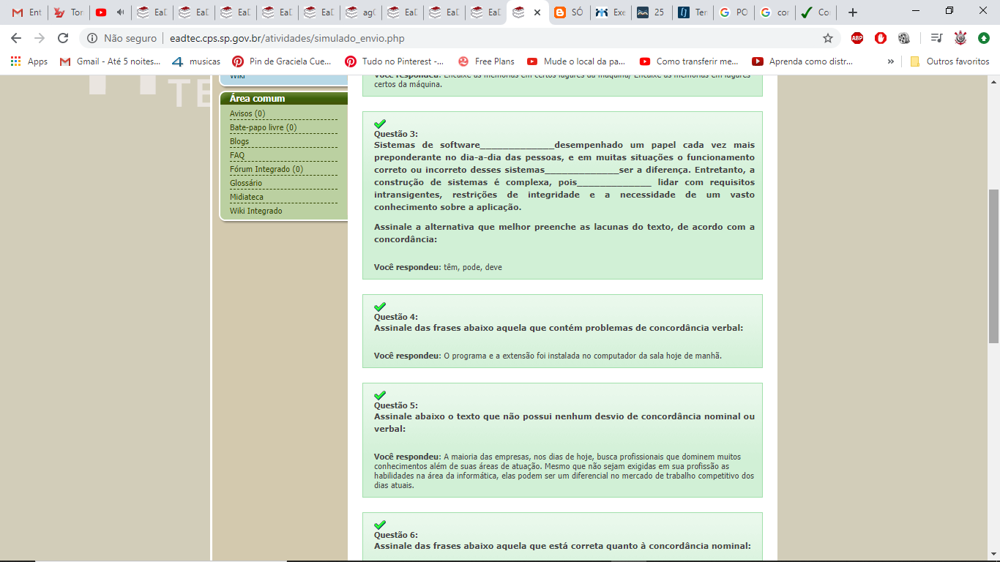 Ent
Tor
EaD
EaD
EaD
EaD
EaD
agC
EaD
EaD
EaD
SÓ
Exe
25
Ter
PO
cor
Co
Não seguro
eadtec.cps.sp.gov.br/atividades/simulado_envio.php
ABP
Apps
Gmail - Até 5 noites...
musicas
Pin de Graciela Cue...
Tudo no Pinterest -...
Free Plans
Mude o local da pa...
Como transferir me...
Aprenda como distr...
»
Outros favoritos
TE
Wiki
Área comum
Avisos (0)
Bate-papo livre (0)
Blogs
FAQ
Fórum Integrado (0)
Glossário
Midiateca
Wiki Integrado
Você respondeu: Encaixe as memórias em certos lugares da máquina/ Encaixe as memórias em lugares
certos da máquina.
Questão 3:
Sistemas de software_____________desempenhado um papel cada vez mais
preponderante no dia-a-dia das pessoas, e em muitas situações o funcionamento
correto ou incorreto desses sistemas_____________ser a diferença. Entretanto, a
construção de sistemas é complexa, pois_____________ lidar com requisitos
intransigentes, restrições de integridade e a necessidade de um vasto
conhecimento sobre a aplicação.
Assinale a alternativa que melhor preenche as lacunas do texto, de acordo com a
concordância:
Você respondeu: têm, pode, deve
Questão 4:
Assinale das frases abaixo aquela que contém problemas de concordância verbal:
Você respondeu: O programa e a extensão foi instalada no computador da sala hoje de manhã.
Questão 5:
Assinale abaixo o texto que não possui nenhum desvio de concordância nominal ou
verbal:
Você respondeu: A maioria das empresas, nos dias de hoje, busca profissionais que dominem muitos
conhecimentos além de suas áreas de atuação. Mesmo que não sejam exigidas em sua profissão as
habilidades na área da informática, elas podem ser um diferencial no mercado de trabalho competitivo dos
dias atuais.
Questão 6:
Assinale das frases abaixo aquela que está correta quanto à concordância nominal: